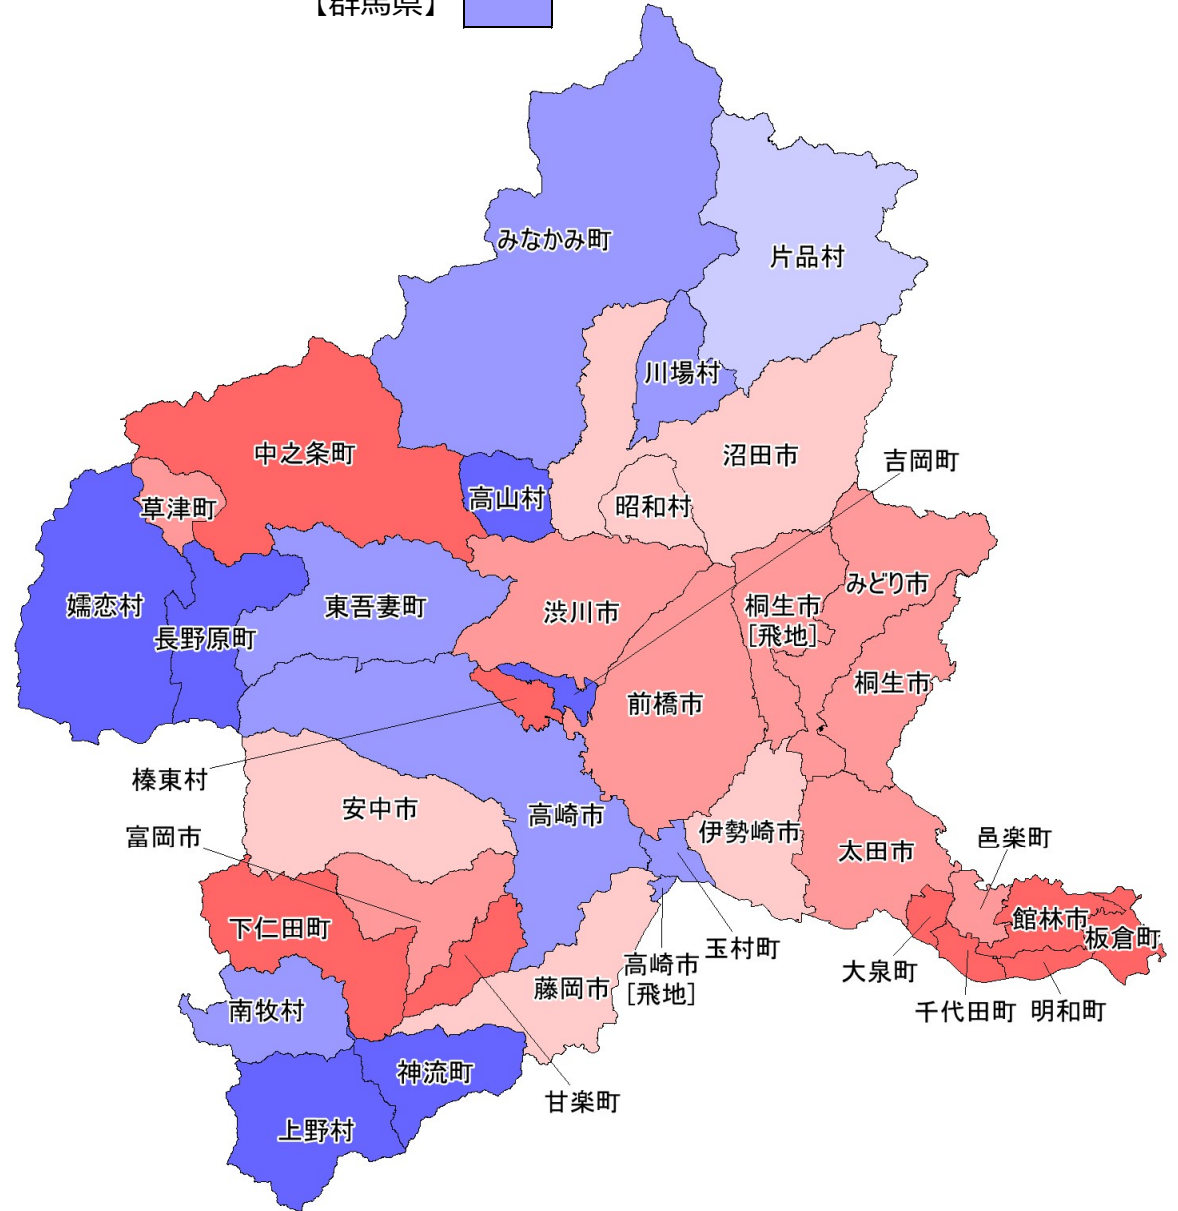 【群馬県】
みなかみ町
片品村
川場村
中之条町
沼田市
吉岡町
高山村
昭和村
草津町
みどり市
嬬恋村
東吾妻町
渋川市
桐生市
[飛地]
長野原町
桐生市
前橋市
榛東村
安中市
高崎市
伊勢崎市
富岡市
太田市
邑楽町
下仁田町
館林市
板倉町
玉村町
高崎市
[飛地]
大泉町
藤岡市
南牧村
千代田町
明和町
神流町
甘楽町
上野村